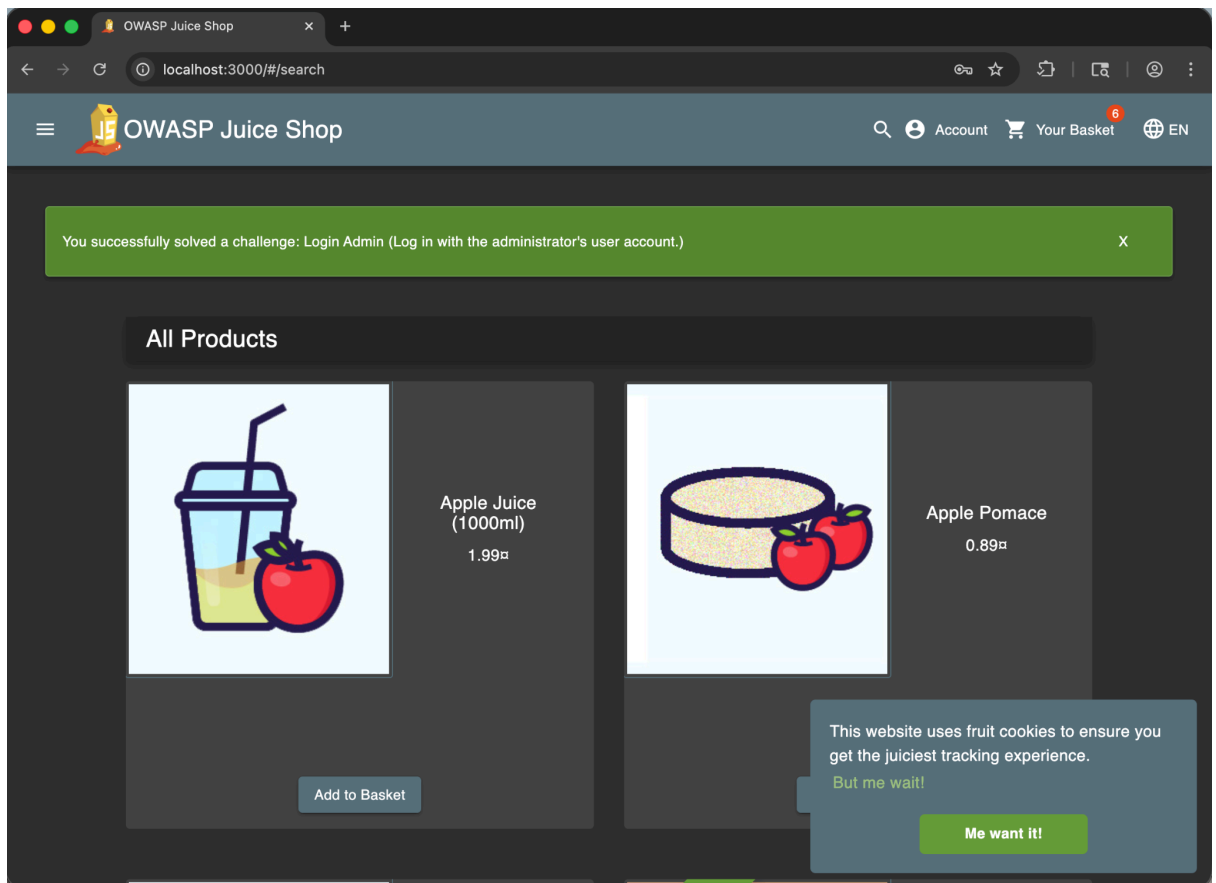 OWASP Juice Shop
localhost:3000/#/search
JS
OWASP Juice Shop
Account
Your Basket
6
EN
You successfully solved a challenge: Login Admin (Log in with the administrator's user account.)
X
All Products
Apple Juice
(1000ml)
1.99¤
Add to Basket
Apple Pomace
0.89¤
This website uses fruit cookies to ensure you
get the juiciest tracking experience.
But me wait!
Me want it!